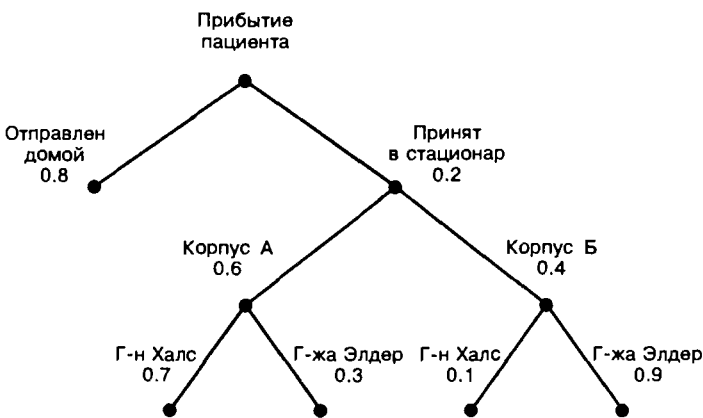 Прибытие
пациента
Отправлен
домой
0.8
Принят
в стационар
0.2
Корпус А
0.6
Корпус Б
0.4
Г-н Халс
0.7
Г-жа Элдер
0.3
Г-н Халс
0.1
Г-жа Элдер
0.9